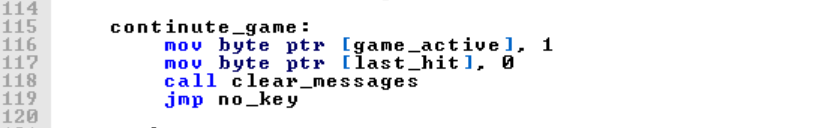 114
115 continute_game:
116 mov byte ptr [game_active], 1
117 mov byte ptr [last_hit], 0
118 call clear_messages
119 jmp no_key
120